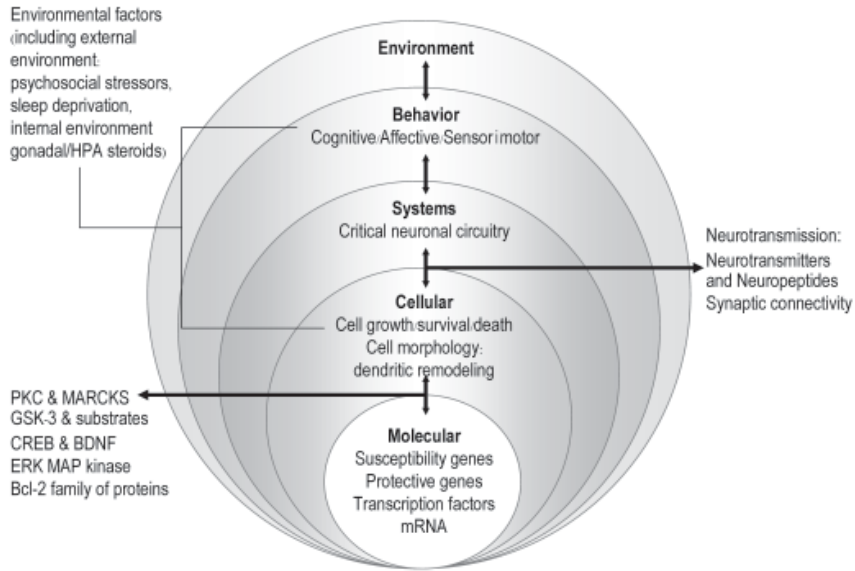 Environmental factors
(including external
environment:
psychosocial stressors,
sleep deprivation,
internal environment
gonadal/HPA steroids)
Environment
Behavior
Cognitive/Affective/Sensorimotor
Systems
Critical neuronal circuitry
Neurotransmission:
Neurotransmitters
and Neuropeptides
Synaptic connectivity
Cellular
Cell growth/survival/death
Cell morphology:
dendritic remodeling
PKC & MARCKS
GSK-3 & substrates
CREB & BDNF
ERK MAP kinase
Bcl-2 family of proteins
Molecular
Susceptibility genes
Protective genes
Transcription factors
mRNA